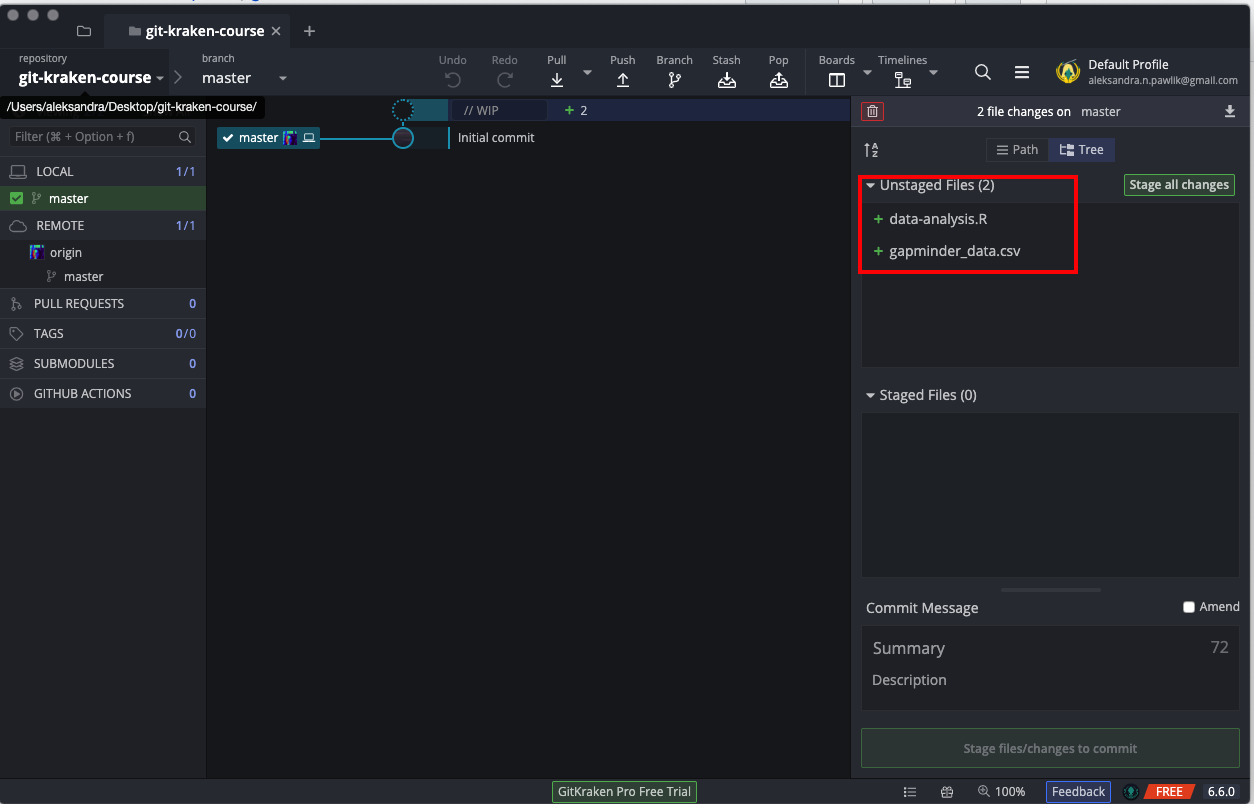 git-kraken-course
repository
git-kraken-course
branch
master
Undo
Redo
Pull
Push
Branch
Stash
Pop
Boards
Timelines
Default Profile
aleksandra.n.pawlik@gmail.com
/Users/aleksandra/Desktop/git-kraken-course/
Filter (⌘ + Option + f)
LOCAL 1/1
master
REMOTE 1/1
origin
master
PULL REQUESTS 0
TAGS 0/0
SUBMODULES 0
GITHUB ACTIONS 0
// WIP + 2
master Initial commit
2 file changes on master
Path Tree
Unstaged Files (2) Stage all changes
+ data-analysis.R
+ gapminder_data.csv
Staged Files (0)
Commit Message Amend
Summary 72
Description
Stage files/changes to commit
GitKraken Pro Free Trial 100% Feedback FREE 6.6.0